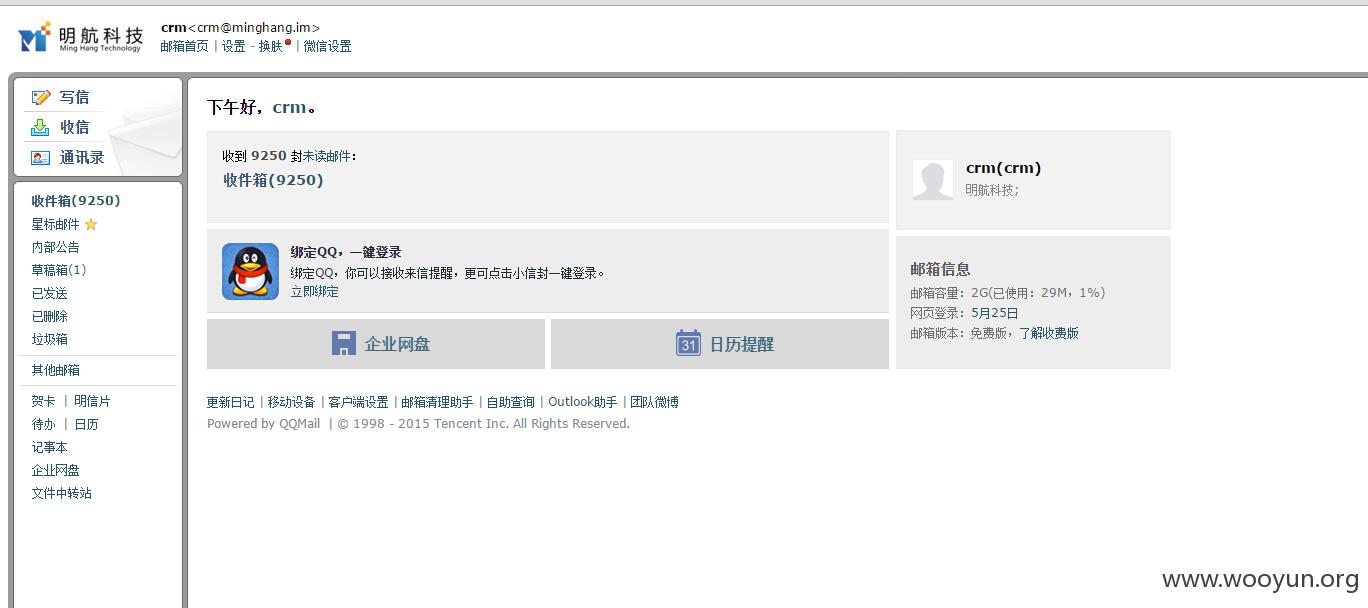 明航科技
Ming Hang Technology
crm<crm@minghang.im>
邮箱首页 | 设置 - 换肤 | 微信设置
写信
收信
通讯录
收件箱(9250)
星标邮件
内部公告
草稿箱(1)
已发送
已删除
垃圾箱
其他邮箱
贺卡 | 明信片
待办 | 日历
记事本
企业网盘
文件中转站
下午好，crm。
收到 9250 封未读邮件：
收件箱(9250)
绑定QQ，一键登录
绑定QQ，你可以接收来信提醒，更可点击小信封一键登录。
立即绑定
企业网盘
31 日历提醒
crm(crm)
明航科技;
邮箱信息
邮箱容量：2G(已使用：29M，1%)
网页登录：5月25日
邮箱版本：免费版，了解收费版
更新日记 | 移动设备 | 客户端设置 | 邮箱清理助手 | 自助查询 | Outlook助手 | 团队微博
Powered by QQMail | © 1998 - 2015 Tencent Inc. All Rights Reserved.
www.wooyun.org